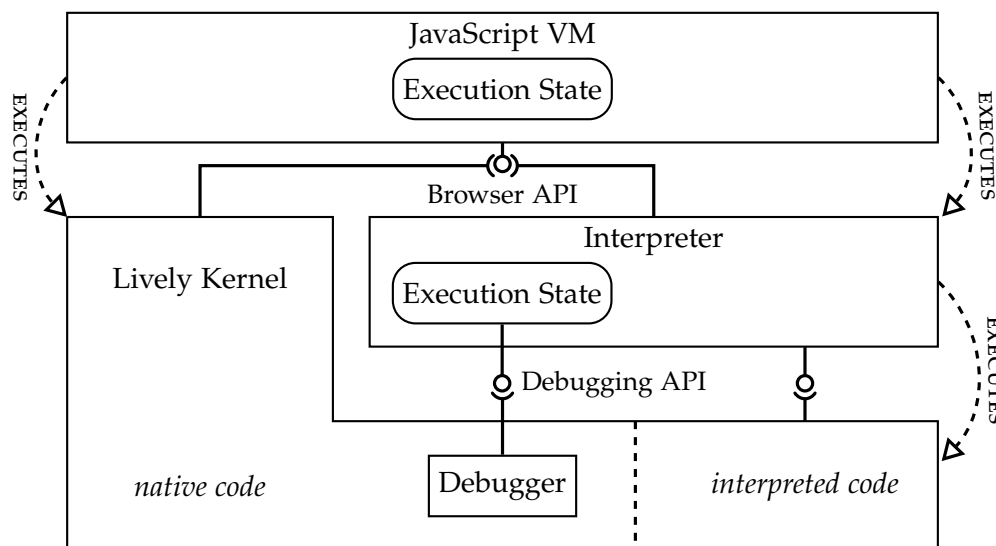 JavaScript VM
Execution State
EXECUTES
EXECUTES
Browser API
Interpreter
Lively Kernel
Execution State
EXECUTES
Debugging API
native code
Debugger
interpreted code